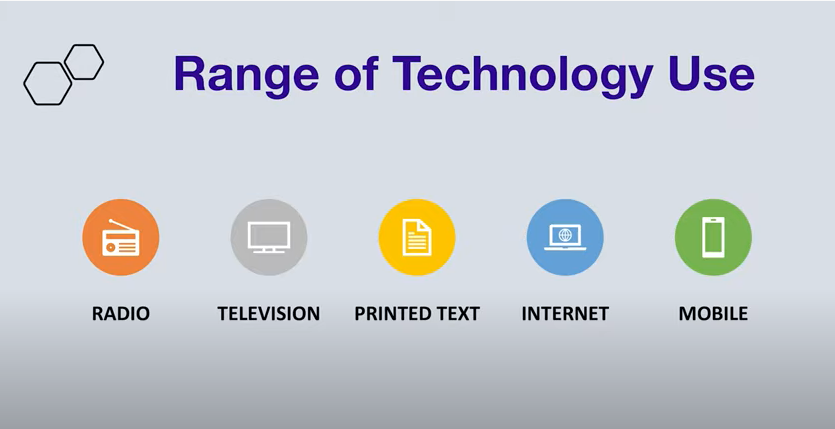 Range of Technology Use
RADIO
TELEVISION
PRINTED TEXT
INTERNET
MOBILE